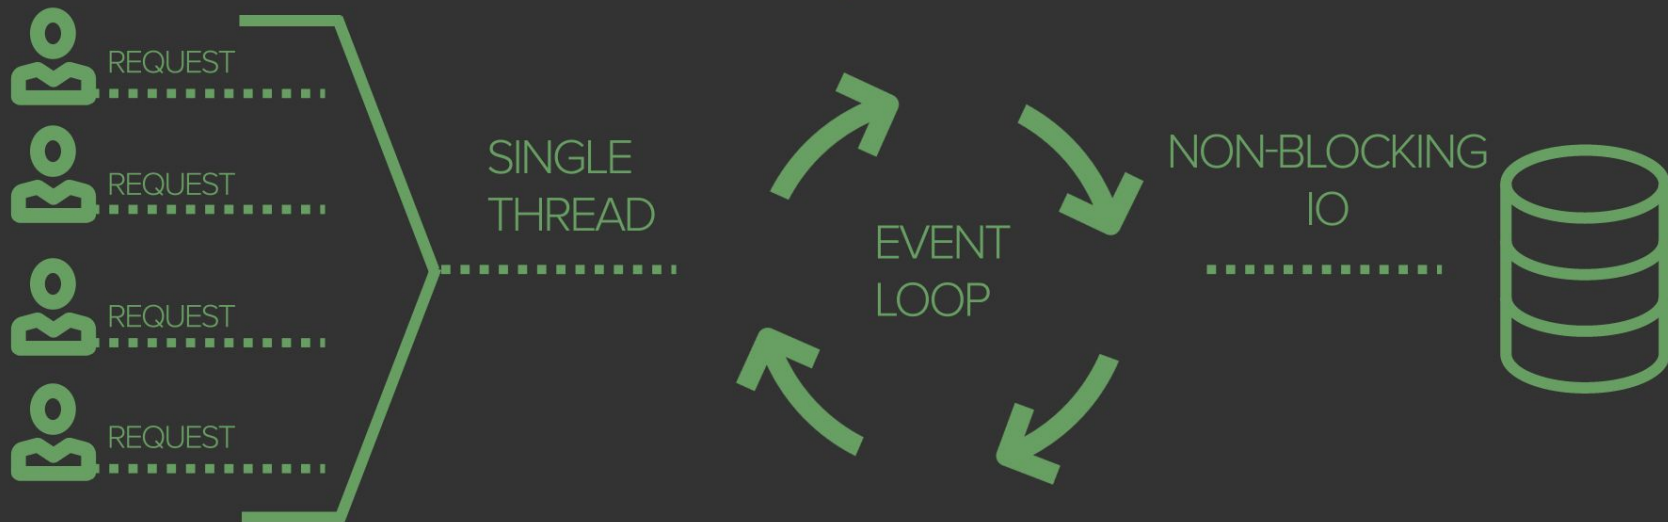 REQUEST
REQUEST
REQUEST
REQUEST
SINGLE
THREAD
EVENT
LOOP
NON-BLOCKING
IO